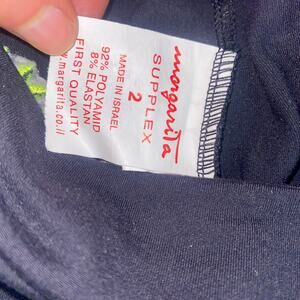 margarita
SUPPLEX
2
MADE IN ISRAEL
92% POLYAMID
8% ELASTAN
FIRST QUALITY
www.margarita.co.il